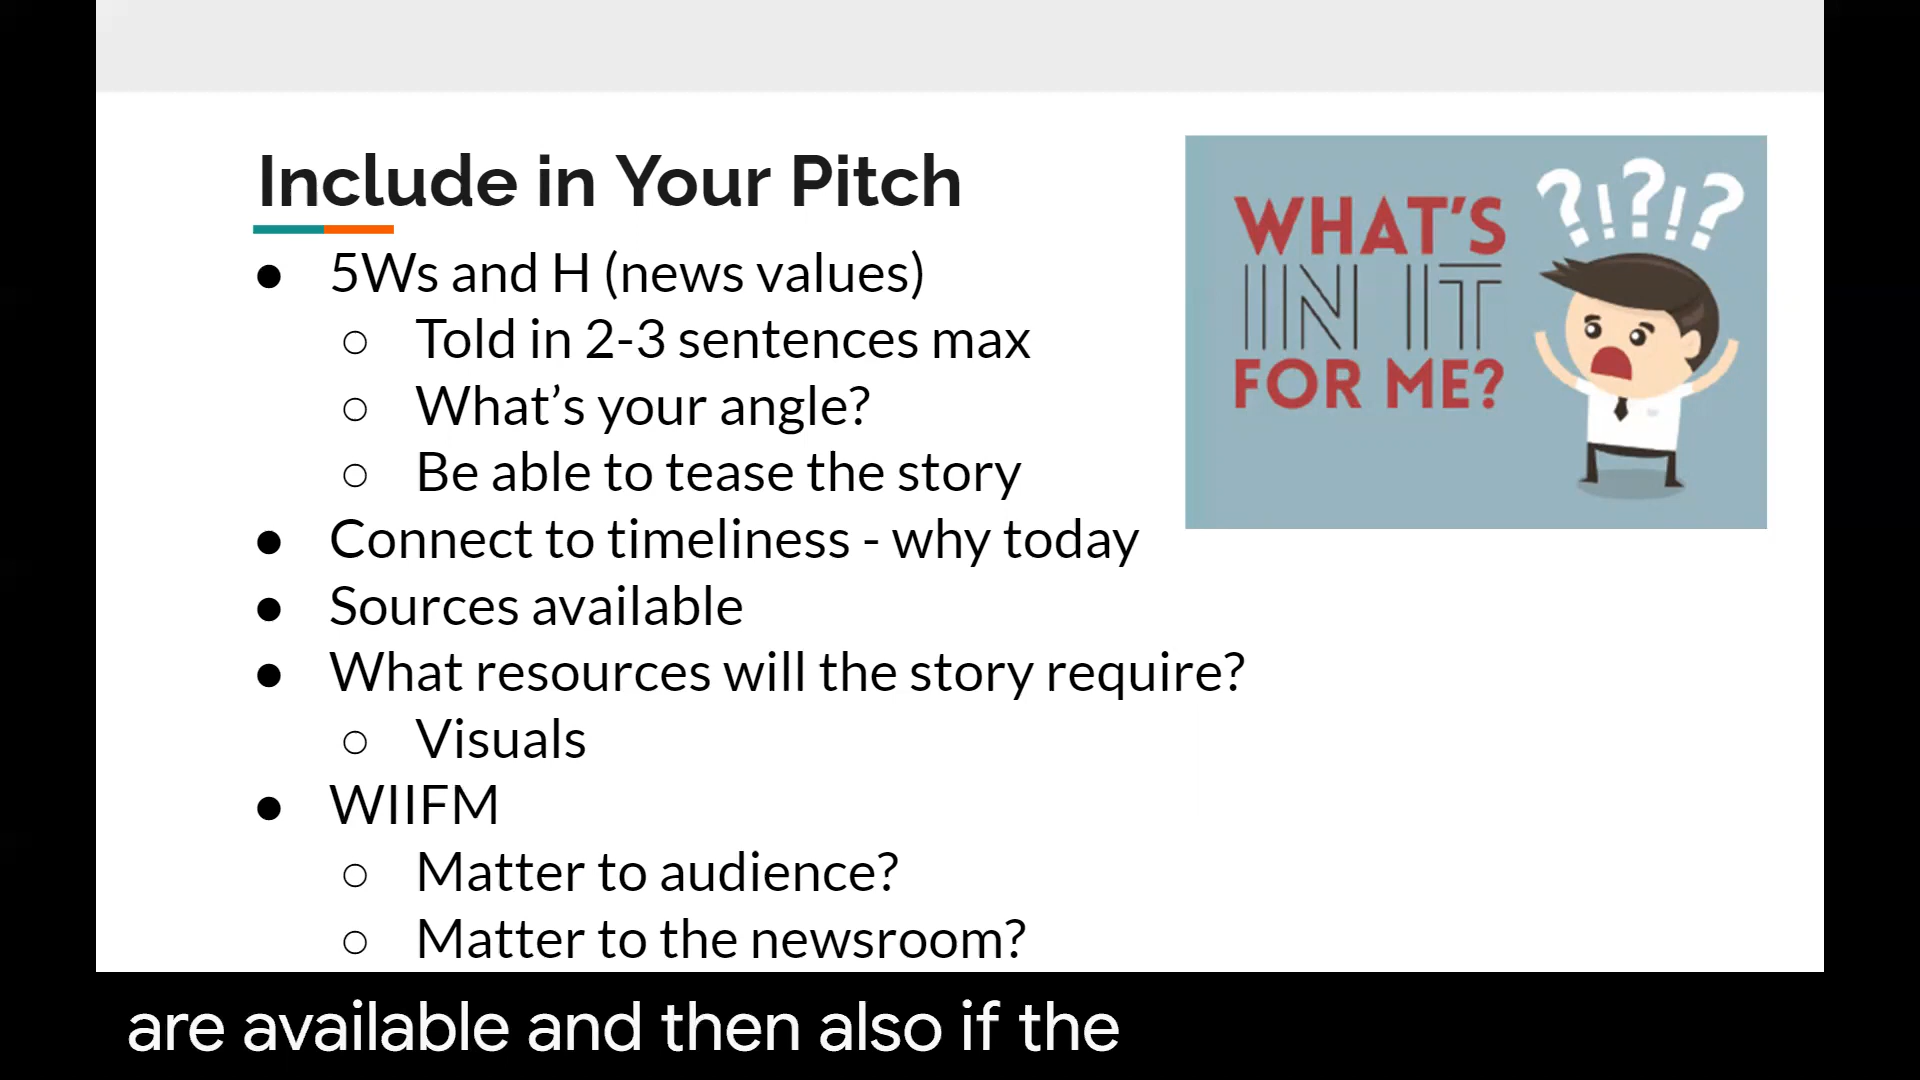 Include in Your Pitch
● 5Ws and H (news values)
○ Told in 2-3 sentences max
○ What’s your angle?
○ Be able to tease the story
● Connect to timeliness - why today
● Sources available
● What resources will the story require?
○ Visuals
● WIIFM
○ Matter to audience?
○ Matter to the newsroom?
WHAT'S
IN IT
FOR ME?
?!?!?
are available and then also if the